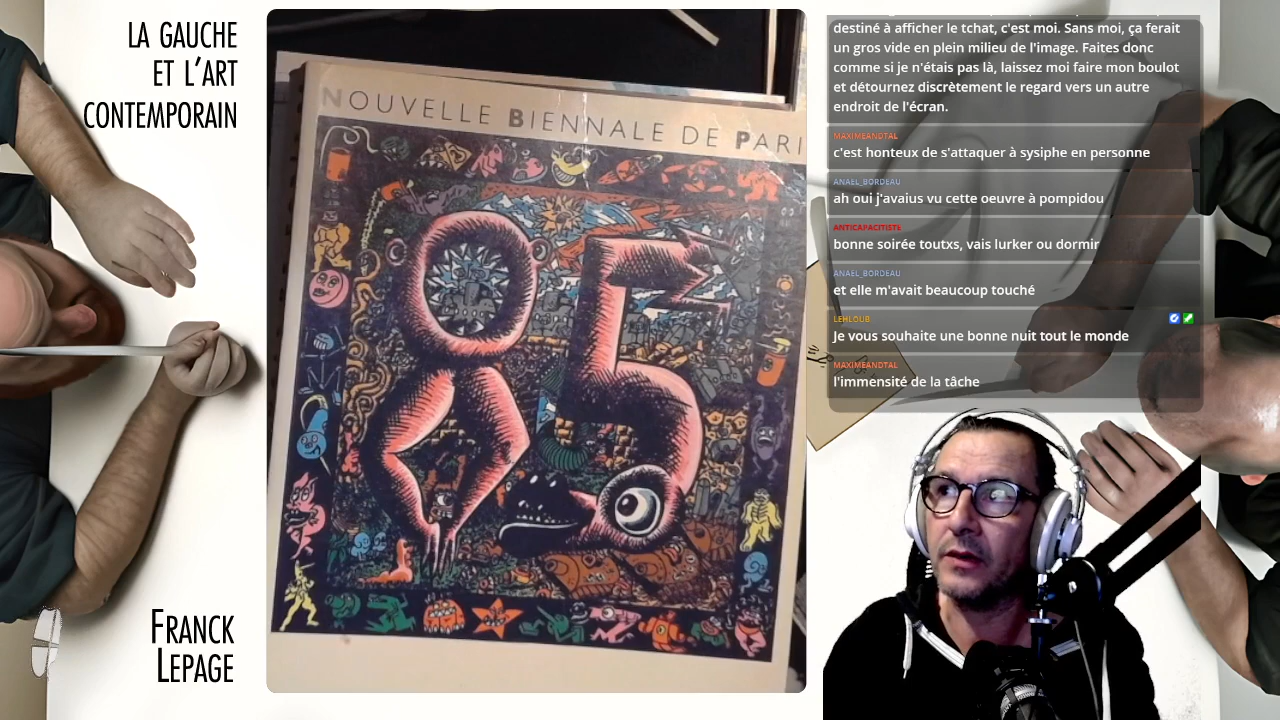 LA GAUCHE
ET L'ART
CONTEMPORAIN
FRANCK
LEPAGE
NOUVELLE BIENNALE DE PARI
85
destiné à afficher le tchat, c'est moi. Sans moi, ça ferait
un gros vide en plein milieu de l'image. Faites donc
comme si je n'étais pas là, laissez moi faire mon boulot
et détournez discrètement le regard vers un autre
endroit de l'écran.
MAXIMEANDTAL
c'est honteux de s'attaquer à sysiphe en personne
ANAEL_BORDEAU
ah oui j'avaius vu cette oeuvre à pompidou
ANTICAPACITISTE
bonne soirée toutxs, vais lurker ou dormir
ANAEL_BORDEAU
et elle m'avait beaucoup touché
LEHLOUB
Je vous souhaite une bonne nuit tout le monde
MAXIMEANDTAL
l'immensité de la tâche